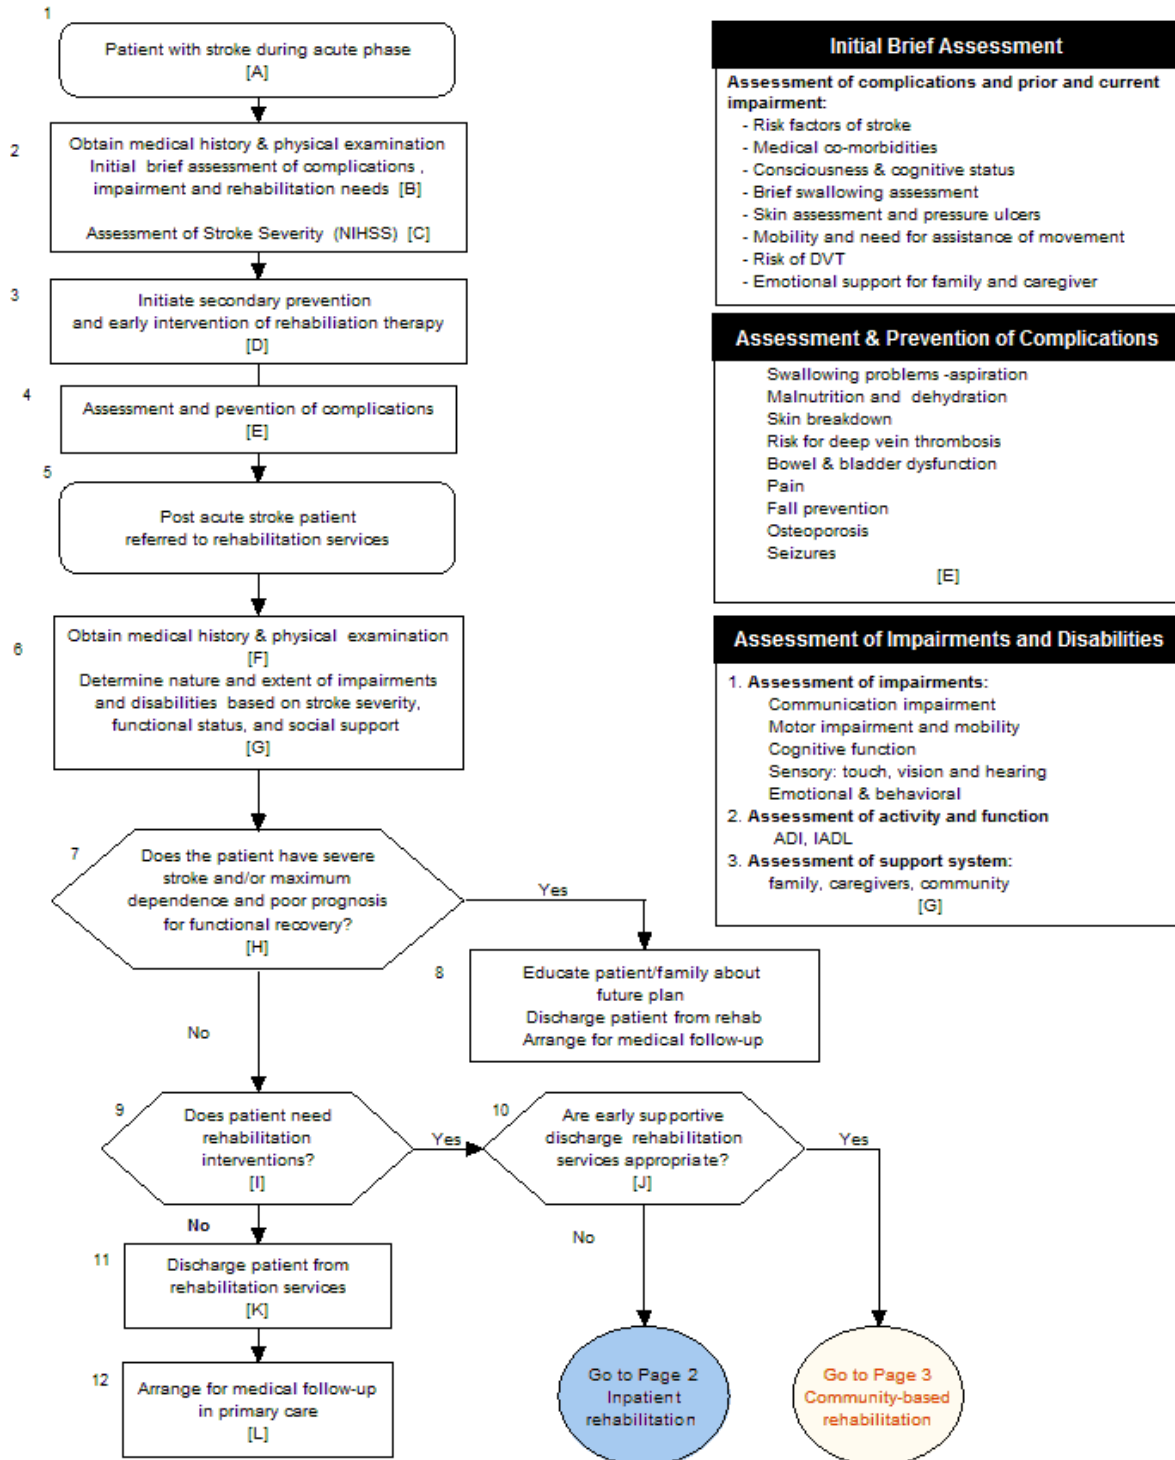 1
Patient with stroke during acute phase
[A]
2
Obtain medical history & physical examination
Initial brief assessment of complications ,
impairment and rehabilitation needs [B]
Assessment of Stroke Severity (NIHSS) [C]
3
Initiate secondary prevention
and early intervention of rehabiliation therapy
[D]
4
Assessment and pevention of complications
[E]
5
Post acute stroke patient
referred to rehabilitation services
6
Obtain medical history & physical examination
[F]
Determine nature and extent of impairments
and disabilities based on stroke severity,
functional status, and social support
[G]
7
Does the patient have severe
stroke and/or maximum
dependence and poor prognosis
for functional recovery?
[H]
Yes
No
8
Educate patient/family about
future plan
Discharge patient from rehab
Arrange for medical follow-up
9
Does patient need
rehabilitation
interventions?
[I]
Yes
No
10
Are early supportive
discharge rehabilitation
services appropriate?
[J]
Yes
No
11
Discharge patient from
rehabilitation services
[K]
12
Arrange for medical follow-up
in primary care
[L]
Go to Page 2
Inpatient
rehabilitation
Go to Page 3
Community-based
rehabilitation
Initial Brief Assessment
Assessment of complications and prior and current
impairment:
- Risk factors of stroke
- Medical co-morbidities
- Consciousness & cognitive status
- Brief swallowing assessment
- Skin assessment and pressure ulcers
- Mobility and need for assistance of movement
- Risk of DVT
- Emotional support for family and caregiver
Assessment & Prevention of Complications
Swallowing problems -aspiration
Malnutrition and dehydration
Skin breakdown
Risk for deep vein thrombosis
Bowel & bladder dysfunction
Pain
Fall prevention
Osteoporosis
Seizures
[E]
Assessment of Impairments and Disabilities
1. Assessment of impairments:
Communication impairment
Motor impairment and mobility
Cognitive function
Sensory: touch, vision and hearing
Emotional & behavioral
2. Assessment of activity and function
ADI, IADL
3. Assessment of support system:
family, caregivers, community
[G]